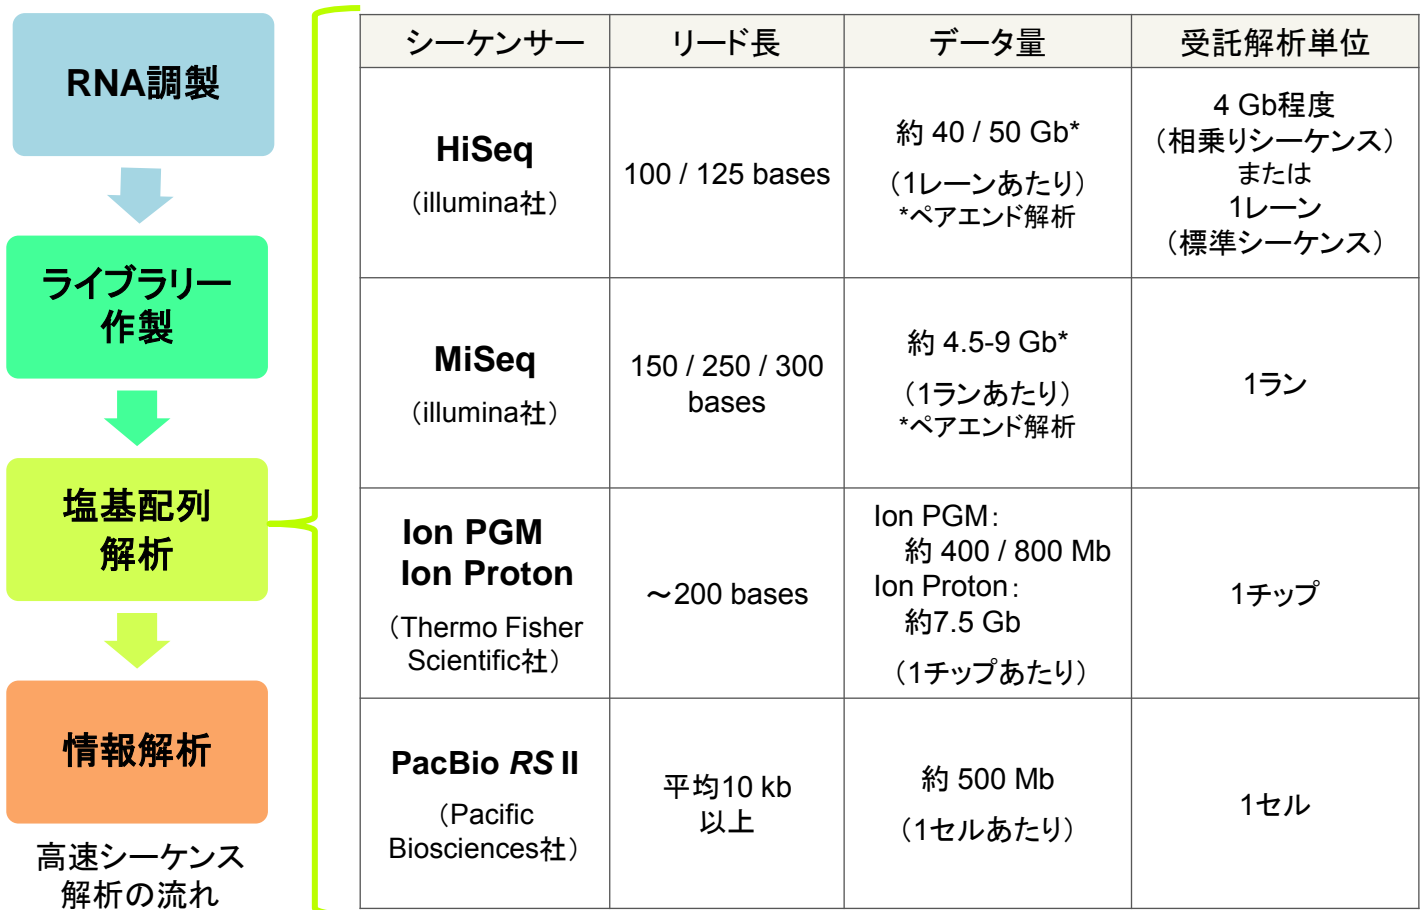 RNA調製
ライブラリー
作製
塩基配列
解析
情報解析
高速シーケンス
解析の流れ
シーケンサー
リード長
データ量
受託解析単位
HiSeq
（illumina社）
100 / 125 bases
約 40 / 50 Gb*
（1レーンあたり）
*ペアエンド解析
4 Gb程度
（相乗りシーケンス）
または
1レーン
（標準シーケンス）
MiSeq
（illumina社）
150 / 250 / 300
bases
約 4.5-9 Gb*
（1ランあたり）
*ペアエンド解析
1ラン
Ion PGM
Ion Proton
（Thermo Fisher
Scientific社）
～200 bases
Ion PGM：
約 400 / 800 Mb
Ion Proton：
約7.5 Gb
（1チップあたり）
1チップ
PacBio RS II
（Pacific
Biosciences社）
平均10 kb
以上
約 500 Mb
（1セルあたり）
1セル